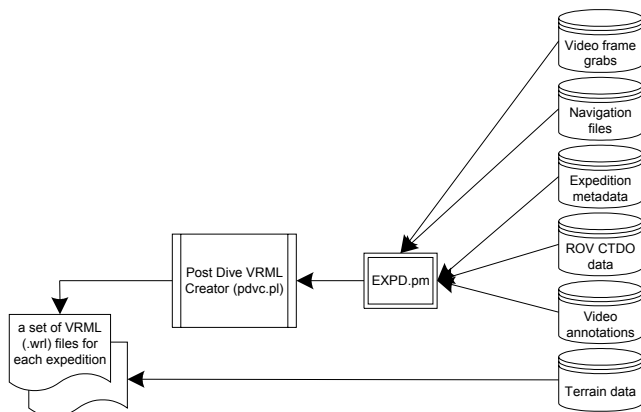 Video frame
grabs
Navigation
files
Expedition
metadata
ROV CTDO
data
Video
annotations
Terrain data
EXPD.pm
Post Dive VRML
Creator (pdvc.pl)
a set of VRML
(.wrl) files for
each expedition